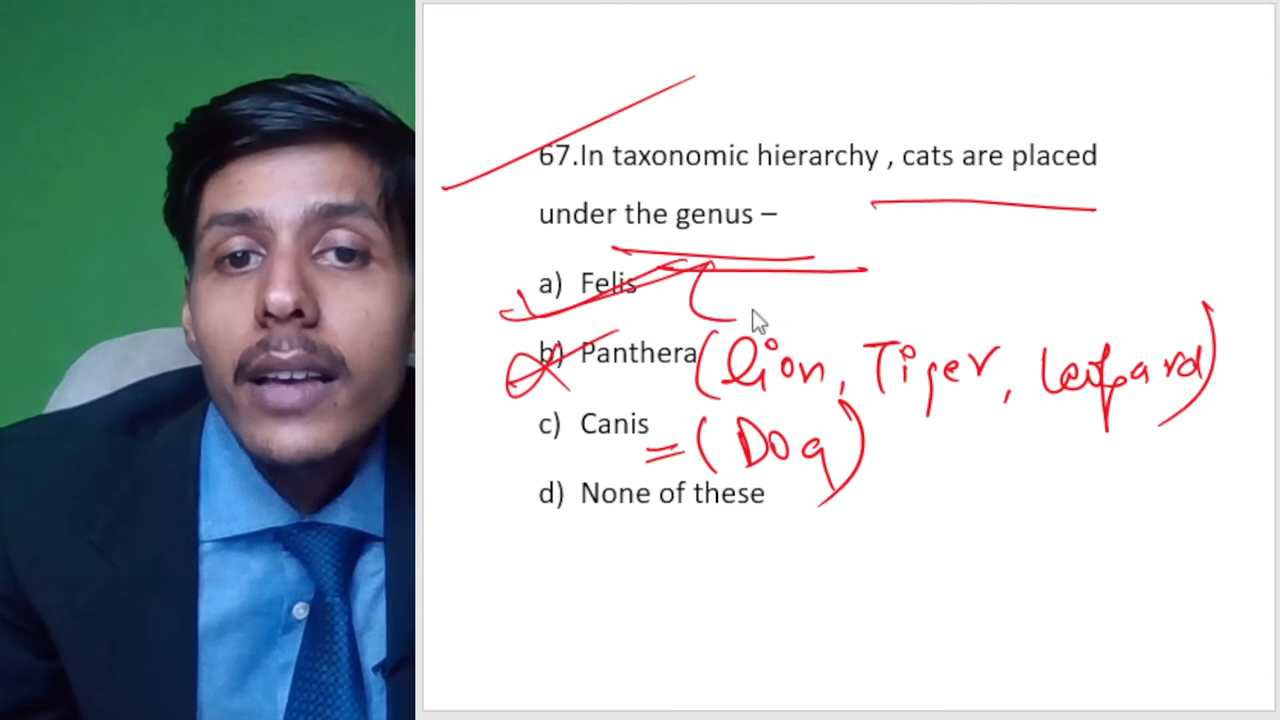 67.In taxonomic hierarchy , cats are placed
under the genus –
a) Felis
b) Panthera (Lion, Tiger, Leopard)
c) Canis = (Dog)
d) None of these